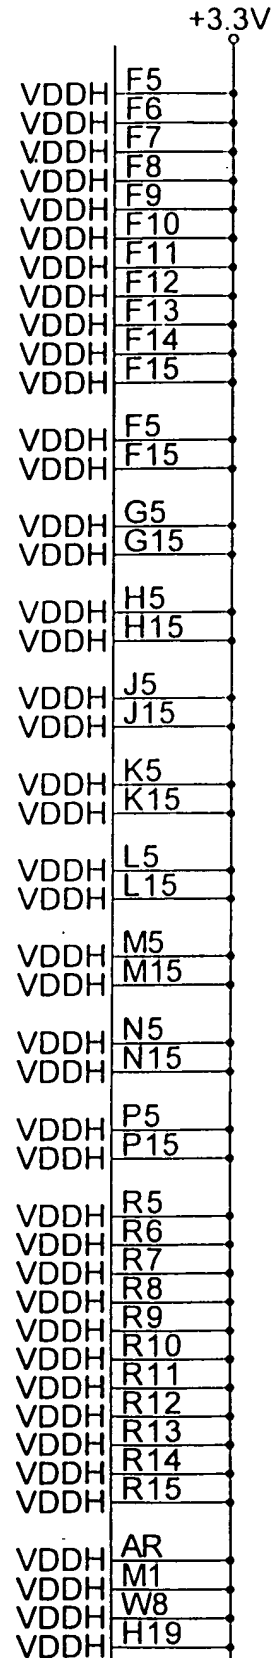 +3.3V
VDDH F5
VDDH F6
VDDH F7
VDDH F8
VDDH F9
VDDH F10
VDDH F11
VDDH F12
VDDH F13
VDDH F14
VDDH F15
VDDH F5
VDDH F15
VDDH G5
VDDH G15
VDDH H5
VDDH H15
VDDH J5
VDDH J15
VDDH K5
VDDH K15
VDDH L5
VDDH L15
VDDH M5
VDDH M15
VDDH N5
VDDH N15
VDDH P5
VDDH P15
VDDH R5
VDDH R6
VDDH R7
VDDH R8
VDDH R9
VDDH R10
VDDH R11
VDDH R12
VDDH R13
VDDH R14
VDDH R15
VDDH AR
VDDH M1
VDDH W8
VDDH H19